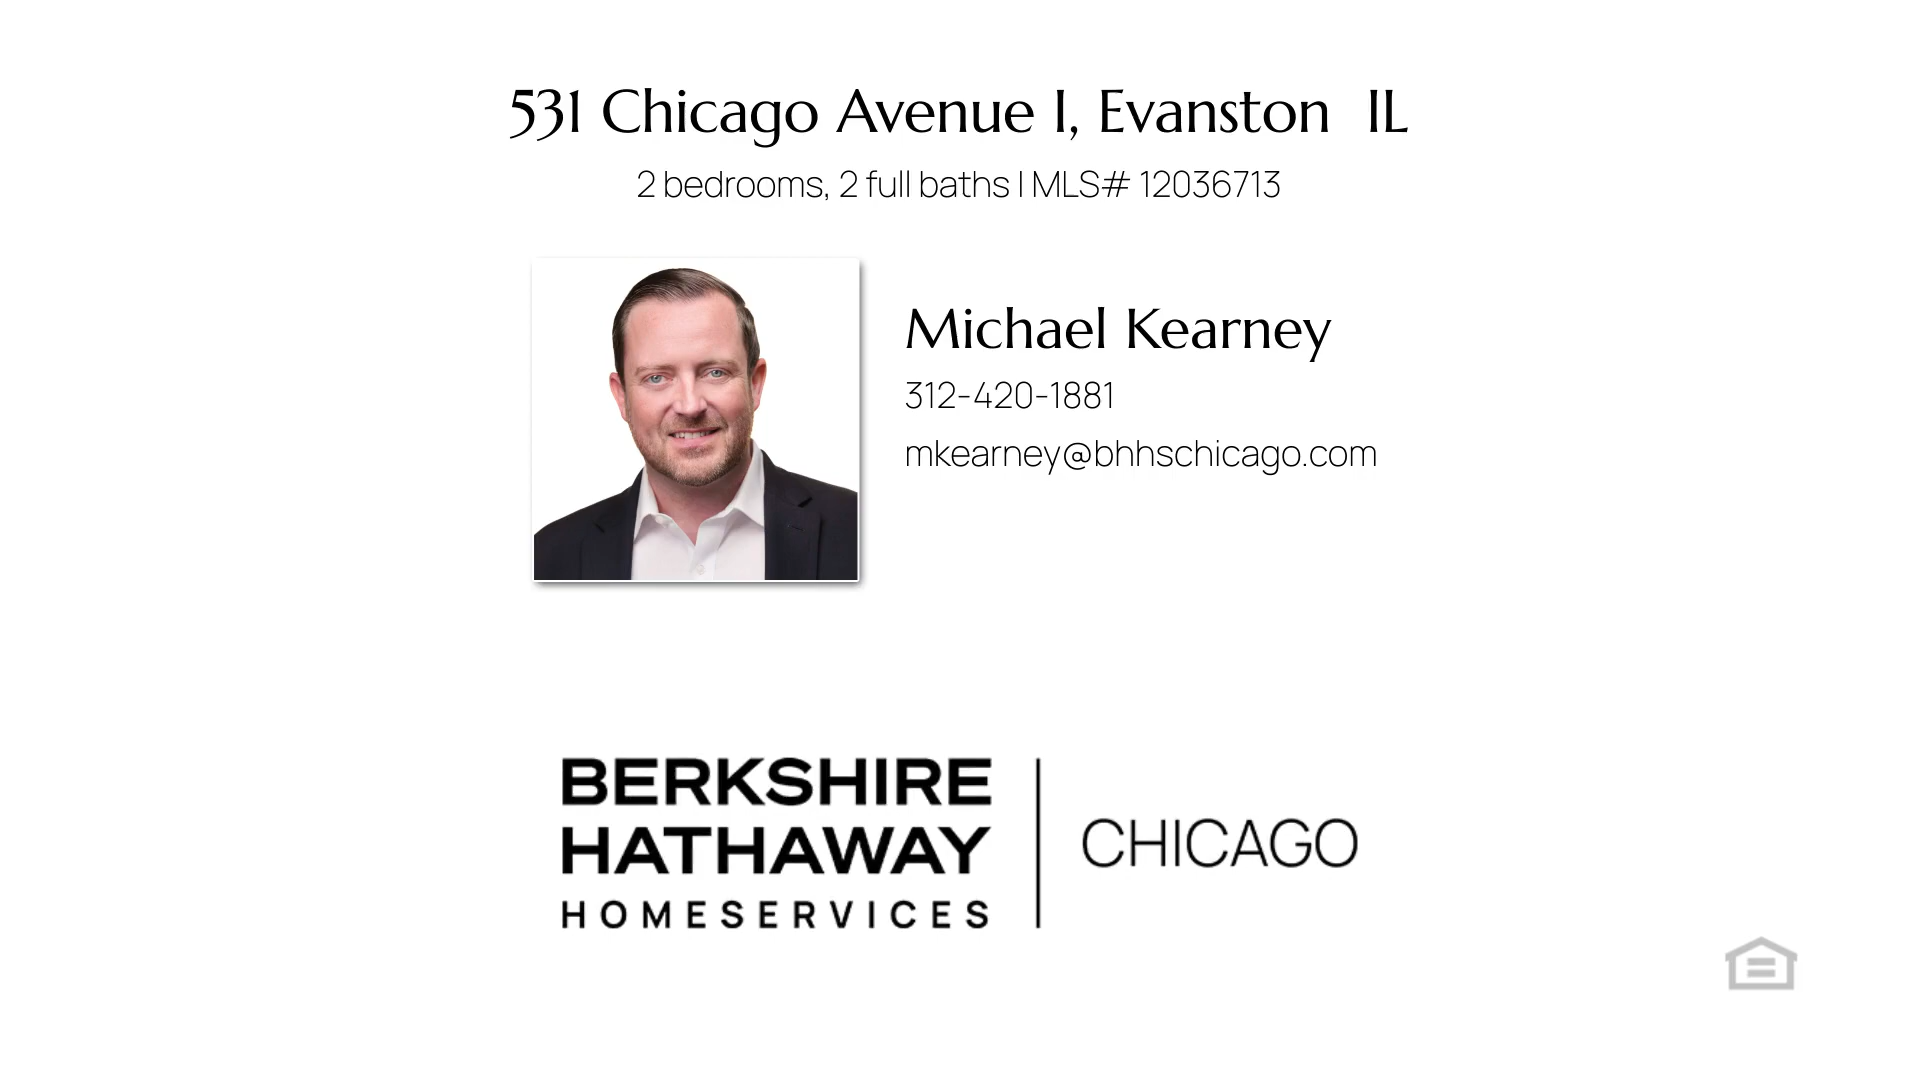 531 Chicago Avenue I, Evanston  IL
2 bedrooms, 2 full baths | MLS# 12036713
Michael Kearney
312-420-1881
mkearney@bhhschicago.com
BERKSHIRE
HATHAWAY
HOMESERVICES
CHICAGO